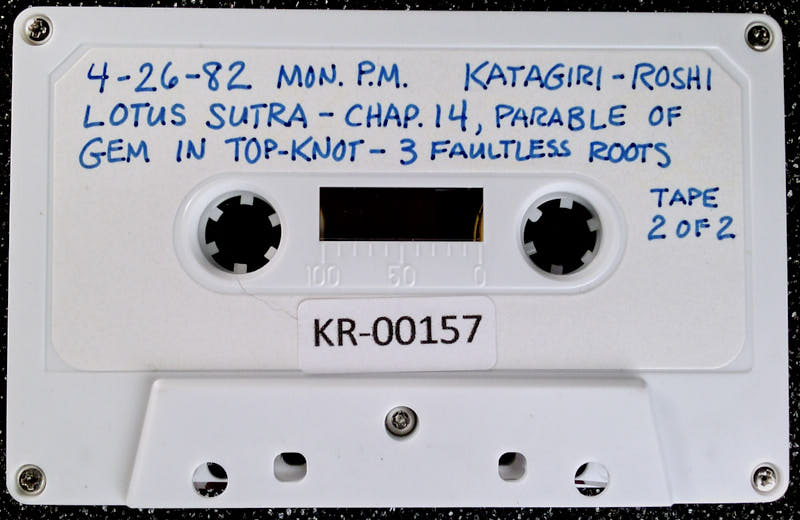 4-26-82 MON. P.M. KATAGIRI-ROSHI
LOTUS SUTRA - CHAP. 14, PARABLE OF
GEM IN TOP-KNOT - 3 FAULTLESS ROOTS
TAPE
2 OF 2
100 50 0
KR-00157